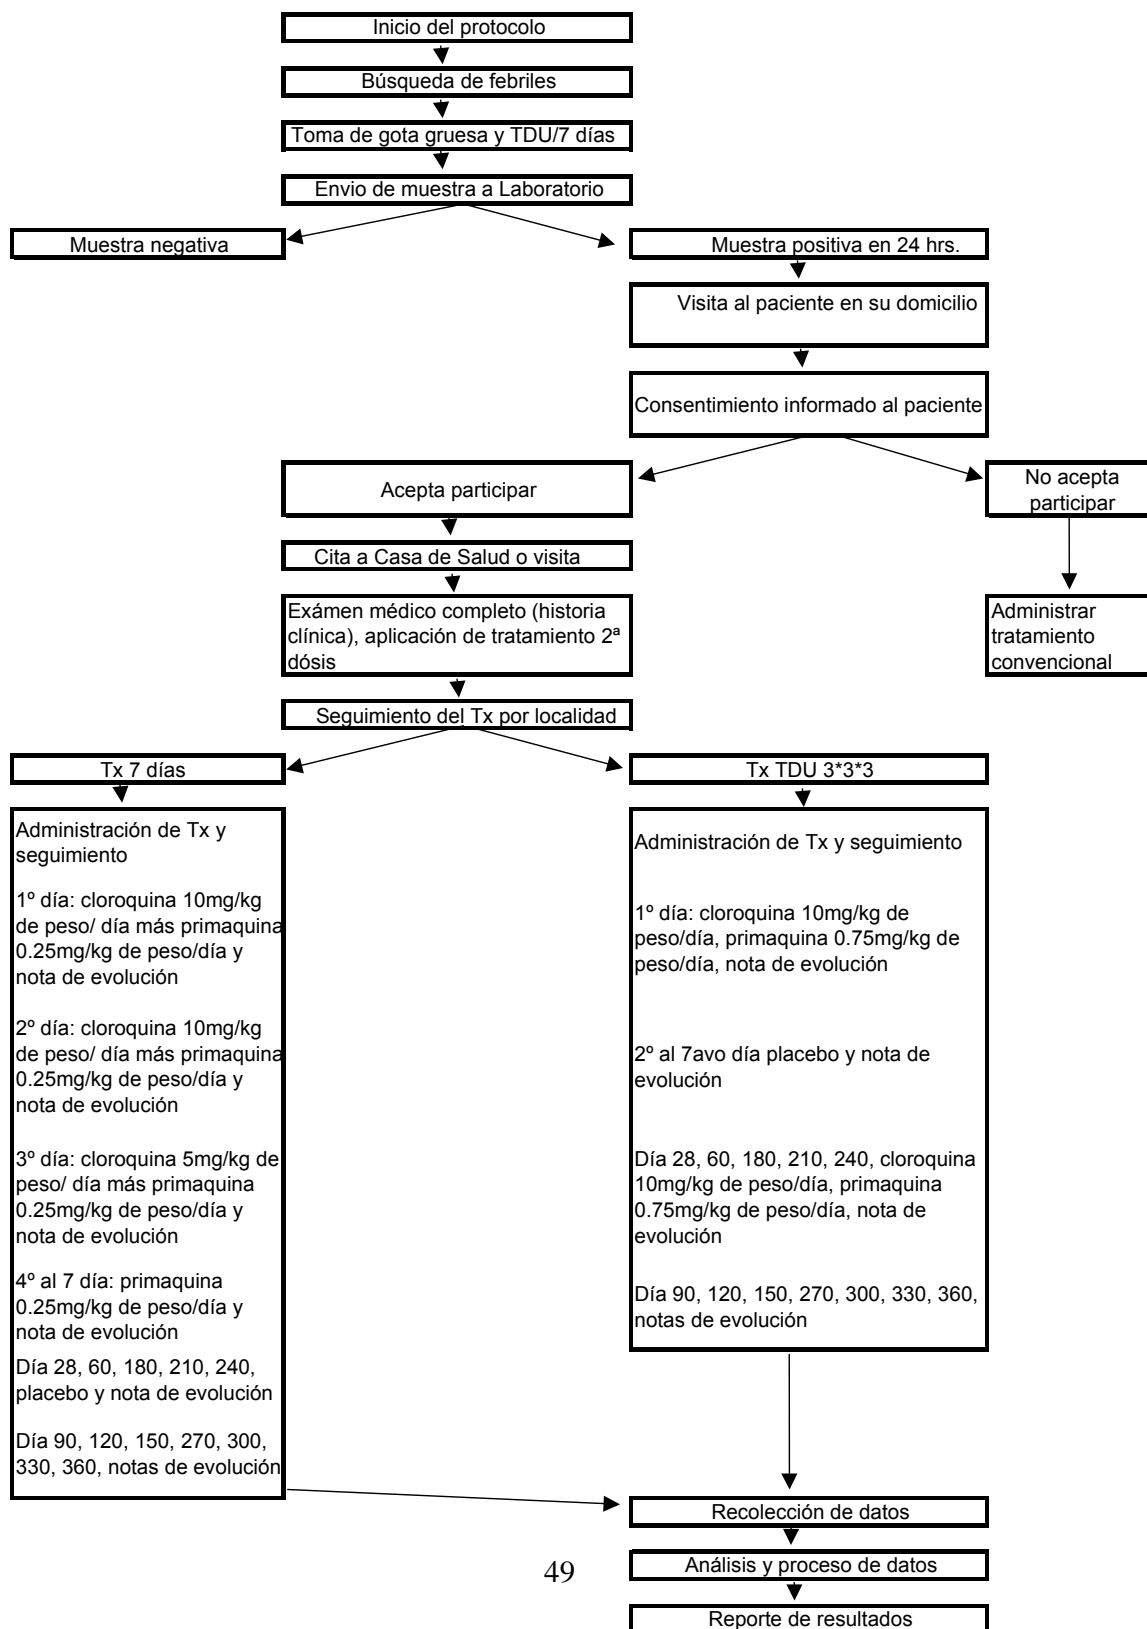 Inicio del protocolo
Búsqueda de febriles
Toma de gota gruesa y TDU/7 días
Envio de muestra a Laboratorio
Muestra negativa
Muestra positiva en 24 hrs.
Visita al paciente en su domicilio
Consentimiento informado al paciente
Acepta participar
No acepta
participar
Cita a Casa de Salud o visita
Exámen médico completo (historia
clínica), aplicación de tratamiento 2ª
dósis
Administrar
tratamiento
convencional
Seguimiento del Tx por localidad
Tx 7 días
Administración de Tx y
seguimiento
1º día: cloroquina 10mg/kg
de peso/ día más primaquina
0.25mg/kg de peso/día y
nota de evolución
2º día: cloroquina 10mg/kg
de peso/ día más primaquina
0.25mg/kg de peso/día y
nota de evolución
3º día: cloroquina 5mg/kg de
peso/ día más primaquina
0.25mg/kg de peso/día y
nota de evolución
4º al 7 día: primaquina
0.25mg/kg de peso/día y
nota de evolución
Día 28, 60, 180, 210, 240,
placebo y nota de evolución
Día 90, 120, 150, 270, 300,
330, 360, notas de evolución
Tx TDU 3*3*3
Administración de Tx y seguimiento
1º día: cloroquina 10mg/kg de
peso/día, primaquina 0.75mg/kg de
peso/día, nota de evolución
2º al 7avo día placebo y nota de
evolución
Día 28, 60, 180, 210, 240, cloroquina
10mg/kg de peso/día, primaquina
0.75mg/kg de peso/día, nota de
evolución
Día 90, 120, 150, 270, 300, 330, 360,
notas de evolución
Recolección de datos
Análisis y proceso de datos
Reporte de resultados
49